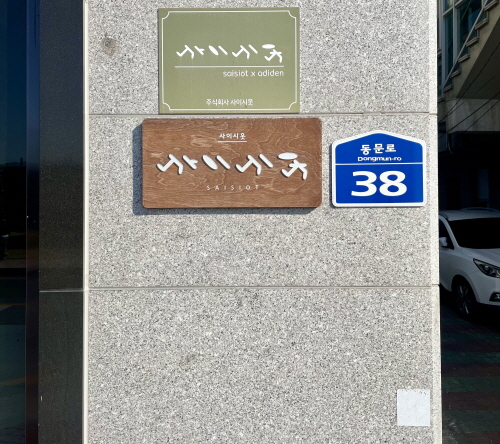 사이시옷
saisiot x odiden
주식회사 사이시옷
사이시옷
사이시옷
SAISIOT
동문로
Dongmun-ro
38